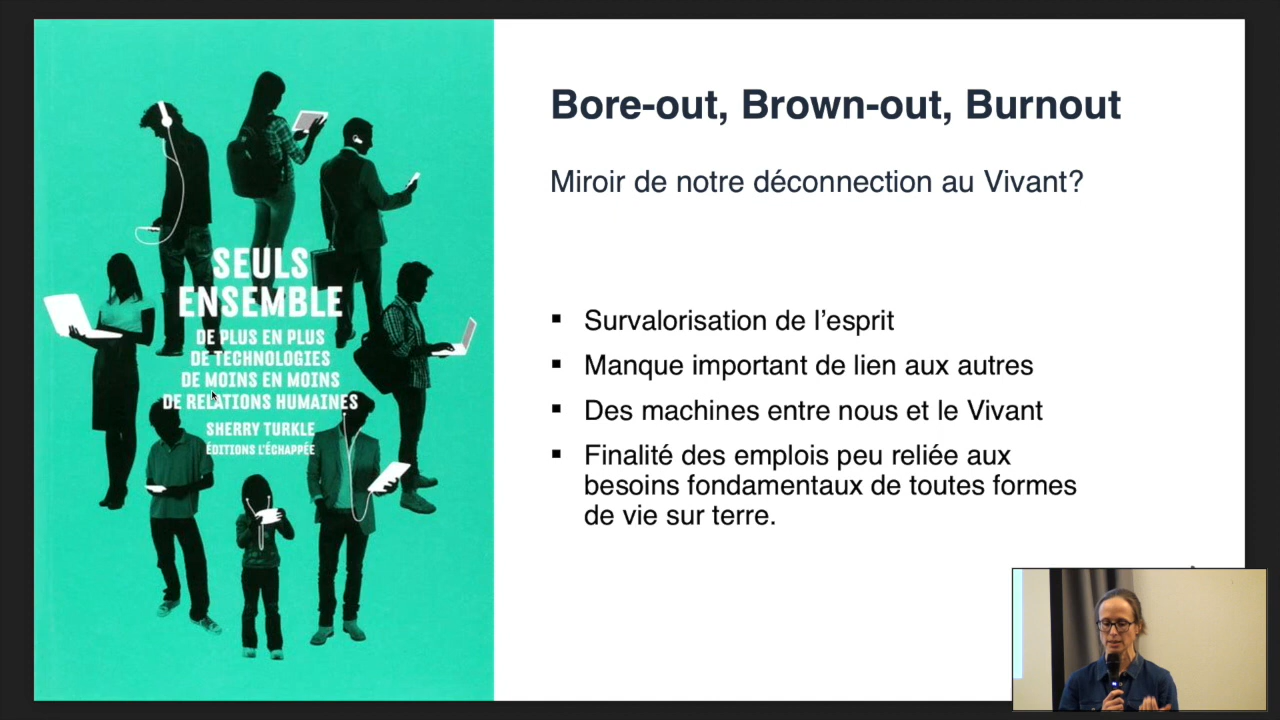 SEULS
ENSEMBLE
DE PLUS EN PLUS
DE TECHNOLOGIES
DE MOINS EN MOINS
DE RELATIONS HUMAINES
SHERRY TURKLE
ÉDITIONS L'ÉCHAPPÉE
Bore-out, Brown-out, Burnout
Miroir de notre déconnection au Vivant?
▪ Survalorisation de l’esprit
▪ Manque important de lien aux autres
▪ Des machines entre nous et le Vivant
▪ Finalité des emplois peu reliée aux
besoins fondamentaux de toutes formes
de vie sur terre.